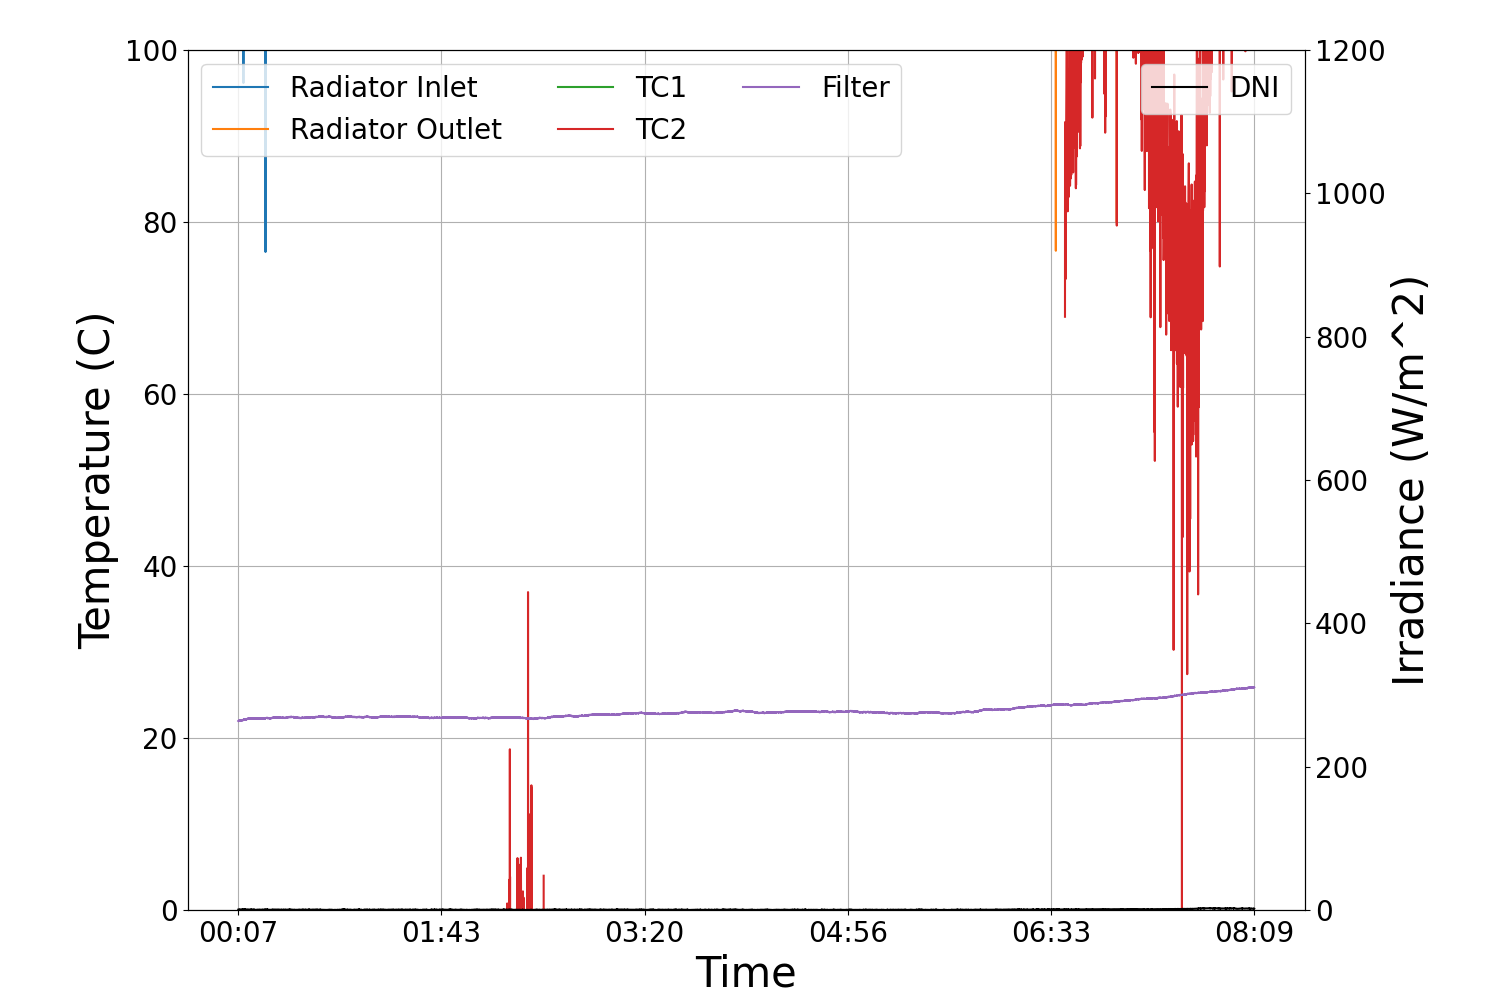 100
80
60
40
20
0
Temperature (C)
Radiator Inlet
Radiator Outlet
TC1
TC2
Filter
DNI
1200
1000
800
600
400
200
0
Irradiance (W/m^2)
00:07 01:43 03:20 04:56 06:33 08:09
Time